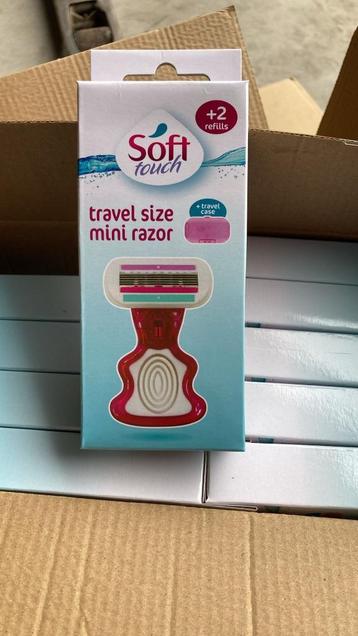 +2
refills
Soft
touch
travel size
mini razor
+ travel
case